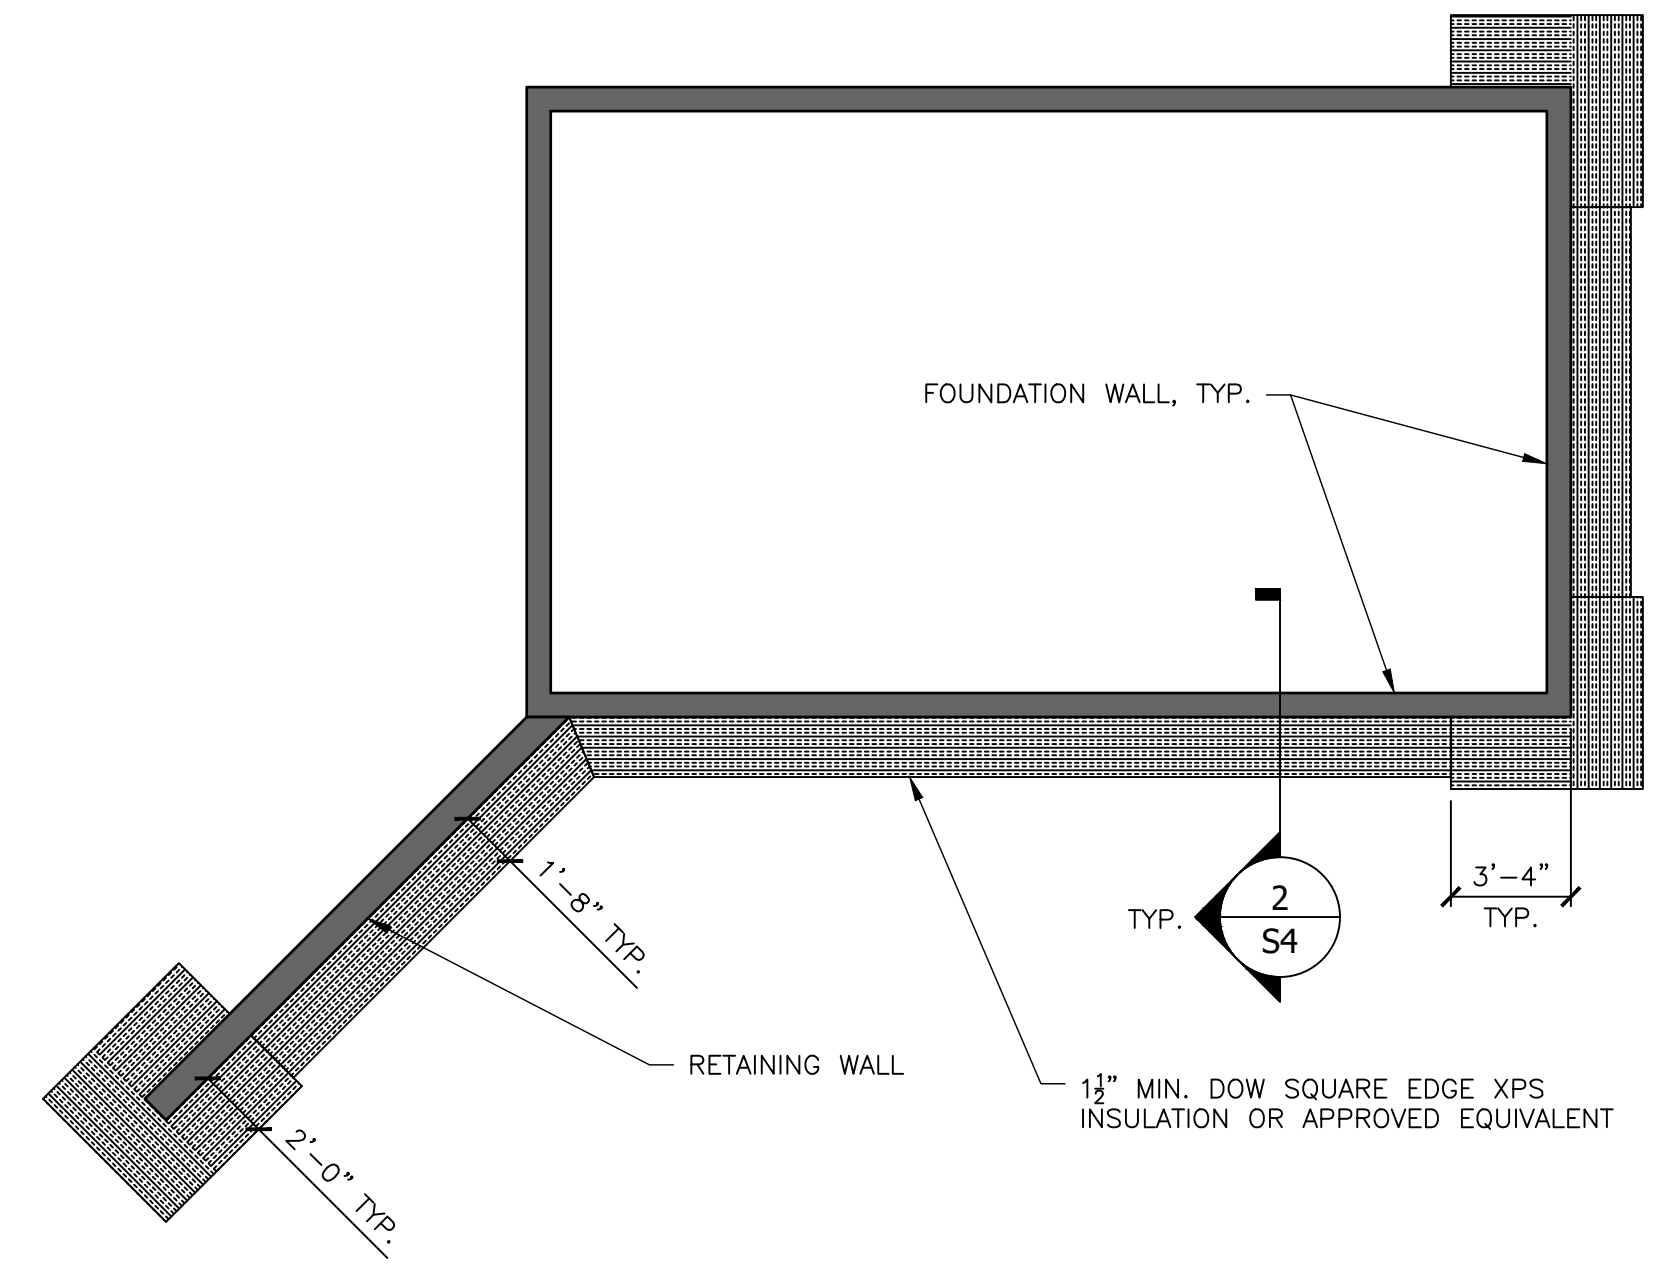 FOUNDATION WALL, TYP.
1'-8" TYP.
2
S4
TYP.
3'-4"
TYP.
RETAINING WALL
1½" MIN. DOW SQUARE EDGE XPS
INSULATION OR APPROVED EQUIVALENT
2'-0" TYP.